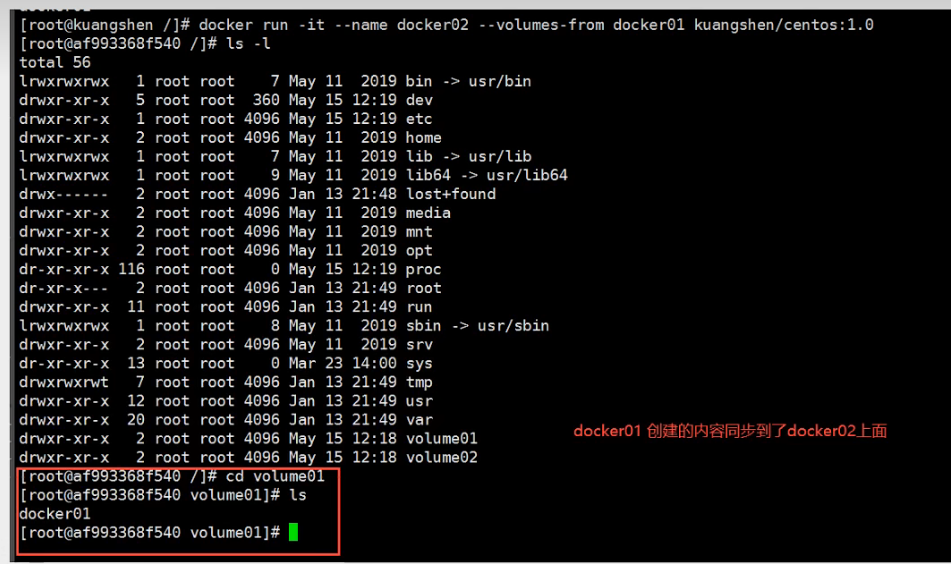 [root@kuangshen /]# docker run -it --name docker02 --volumes-from docker01 kuangshen/centos:1.0
[root@af993368f540 /]# ls -l
total 56
lrwxrwxrwx   1 root root    7 May 11  2019 bin -> usr/bin
drwxr-xr-x   5 root root  360 May 15 12:19 dev
drwxr-xr-x   1 root root 4096 May 15 12:19 etc
drwxr-xr-x   2 root root 4096 May 11  2019 home
lrwxrwxrwx   1 root root    7 May 11  2019 lib -> usr/lib
lrwxrwxrwx   1 root root    9 May 11  2019 lib64 -> usr/lib64
drwx------   2 root root 4096 Jan 13 21:48 lost+found
drwxr-xr-x   2 root root 4096 May 11  2019 media
drwxr-xr-x   2 root root 4096 May 11  2019 mnt
drwxr-xr-x   2 root root 4096 May 11  2019 opt
dr-xr-xr-x 116 root root    0 May 15 12:19 proc
dr-xr-x---   2 root root 4096 Jan 13 21:49 root
drwxr-xr-x  11 root root 4096 Jan 13 21:49 run
lrwxrwxrwx   1 root root    8 May 11  2019 sbin -> usr/sbin
drwxr-xr-x   2 root root 4096 May 11  2019 srv
dr-xr-xr-x  13 root root    0 Mar 23 14:00 sys
drwxrwxrwt   7 root root 4096 Jan 13 21:49 tmp
drwxr-xr-x  12 root root 4096 Jan 13 21:49 usr
drwxr-xr-x  20 root root 4096 Jan 13 21:49 var
docker01 创建的内容同步到了docker02上面
drwxr-xr-x   2 root root 4096 May 15 12:18 volume01
drwxr-xr-x   2 root root 4096 May 15 12:18 volume02
[root@af993368f540 /]# cd volume01
[root@af993368f540 volume01]# ls
docker01
[root@af993368f540 volume01]#